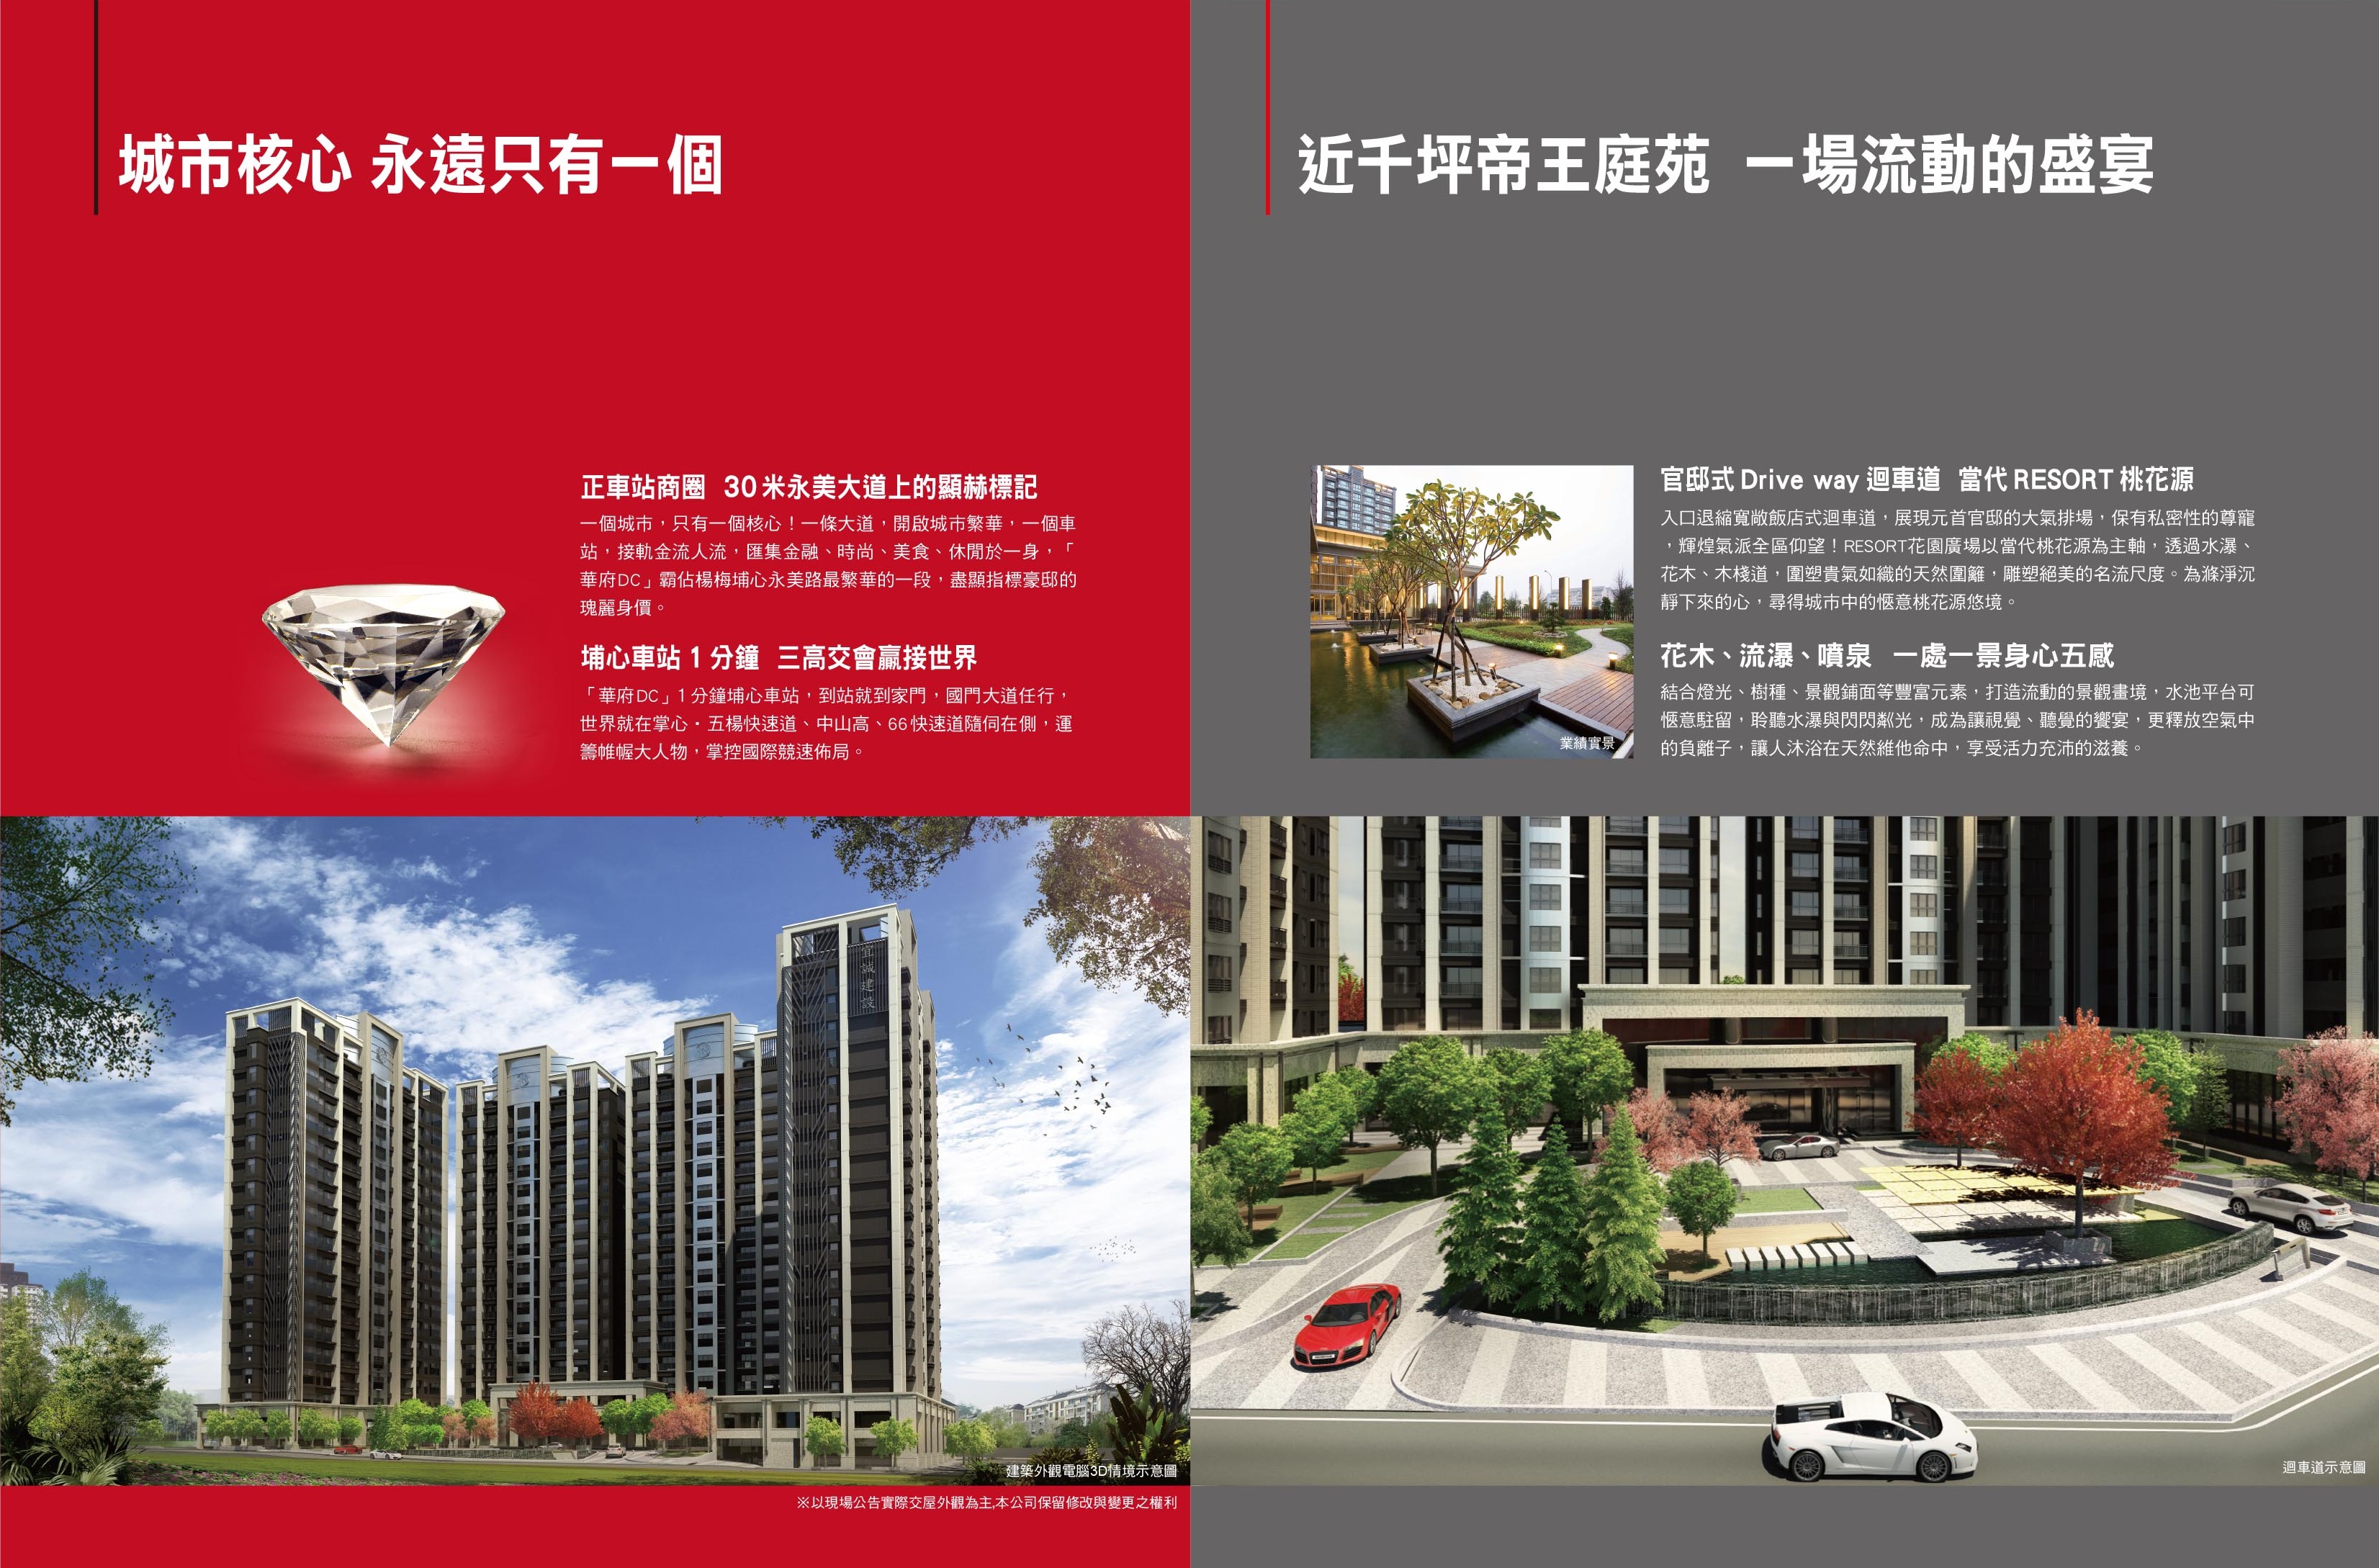 城市核心 永遠只有一個
正車站商圈 30米永美大道上的顯赫標記
一個城市，只有一個核心！一條大道，開啟城市繁華，一個車
站，接軌金流人流，匯集金融、時尚、美食、休閒於一身，「
華府DC」霸佔楊梅埔心永美路最繁華的一段，盡顯指標豪邸的
瑰麗身價。
埔心車站 1 分鐘 三高交會贏接世界
「華府DC」1分鐘埔心車站，到站就到家門，國門大道任行，
世界就在掌心・五楊快速道、中山高、66快速道隨伺在側，運
籌帷幄大人物，掌控國際競速佈局。
宜誠建設
建築外觀電腦3D情境示意圖
※以現場公告實際交屋外觀為主,本公司保留修改與變更之權利
近千坪帝王庭苑 一場流動的盛宴
業績實景
官邸式 Drive way 迴車道 當代 RESORT 桃花源
入口退縮寬敞飯店式迴車道，展現元首官邸的大氣排場，保有私密性的尊寵
，輝煌氣派全區仰望！RESORT花園廣場以當代桃花源為主軸，透過水瀑、
花木、木棧道，圍塑貴氣如織的天然圍籬，雕塑絕美的名流尺度。為滌淨沉
靜下來的心，尋得城市中的愜意桃花源悠境。
花木、流瀑、噴泉 一處一景身心五感
結合燈光、樹種、景觀鋪面等豐富元素，打造流動的景觀畫境，水池平台可
愜意駐留，聆聽水瀑與閃閃粼光，成為讓視覺、聽覺的饗宴，更釋放空氣中
的負離子，讓人沐浴在天然維他命中，享受活力充沛的滋養。
迴車道示意圖